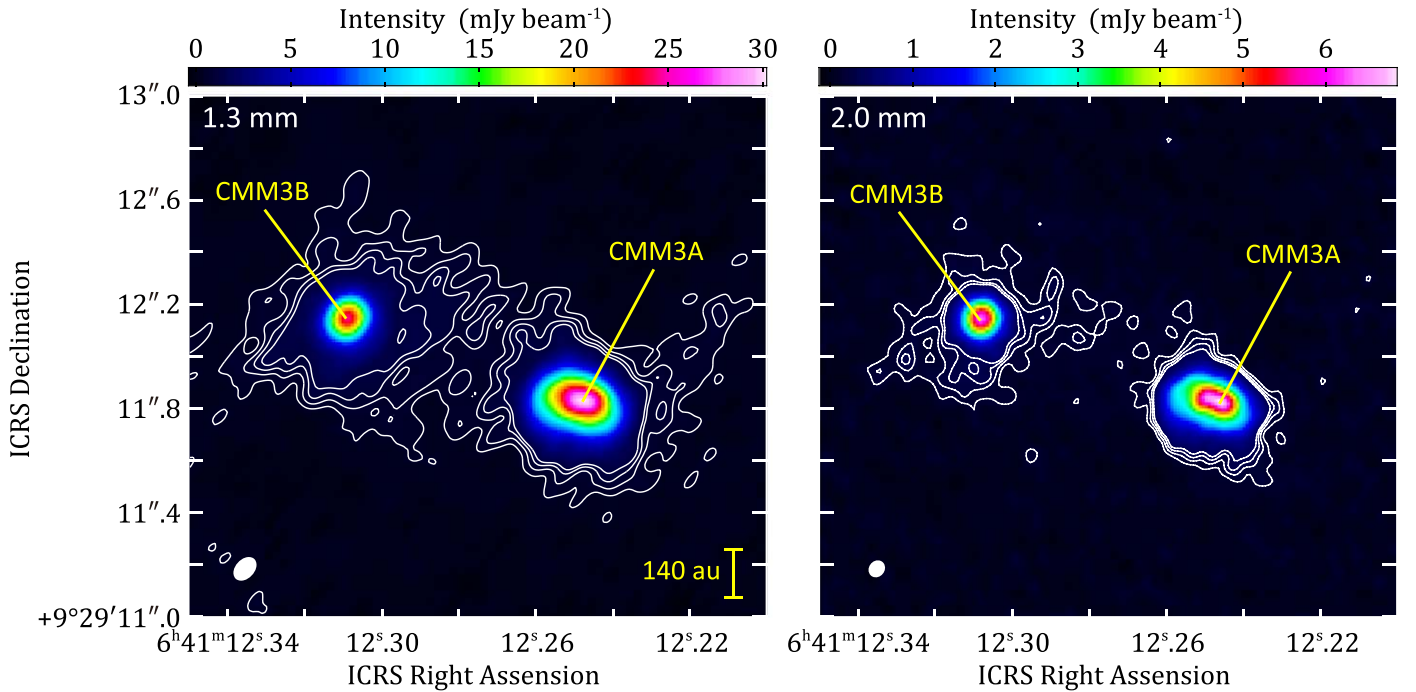 Intensity (mJy beam-1)
0 5 10 15 20 25 30
Intensity (mJy beam-1)
0 1 2 3 4 5 6
1.3 mm
CMM3B
CMM3A
140 au
2.0 mm
CMM3B
CMM3A
13″.0
12″.6
12″.2
11″.8
11″.4
+9°29′11″.0
ICRS Declination
6h41m12s.34 12s.30 12s.26 12s.22
ICRS Right Assension
6h41m12s.34 12s.30 12s.26 12s.22
ICRS Right Assension